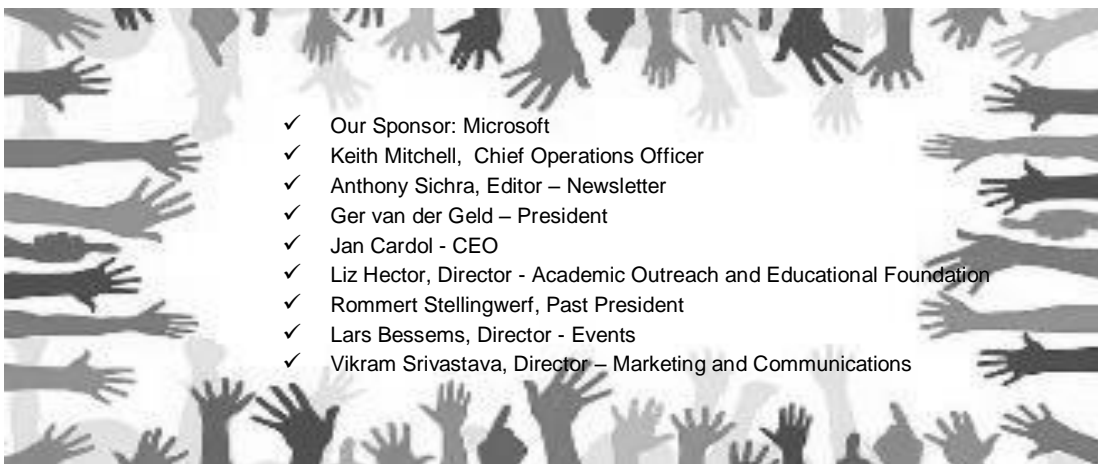 ✓ Our Sponsor: Microsoft
✓ Keith Mitchell, Chief Operations Officer
✓ Anthony Sichra, Editor – Newsletter
✓ Ger van der Geld – President
✓ Jan Cardol - CEO
✓ Liz Hector, Director - Academic Outreach and Educational Foundation
✓ Rommert Stellingwerf, Past President
✓ Lars Bessems, Director - Events
✓ Vikram Srivastava, Director – Marketing and Communications